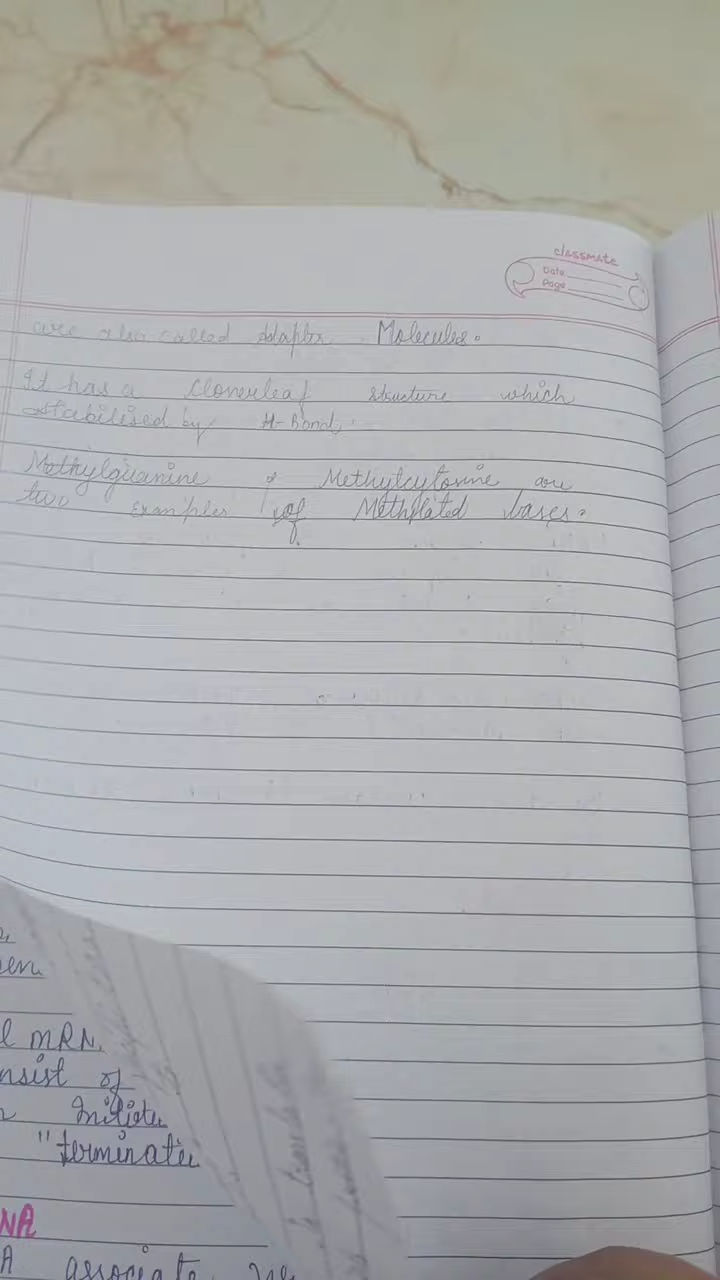 classmate
Date
Page
are also called Adapter Molecules.
It has a Cloverleaf structure which
stabilised by H-Bond.
Methylguanine & Methylcytosine are
two examples of Methylated bases.
mRN
nsist of
Initiate
"terminate
NA
A associate